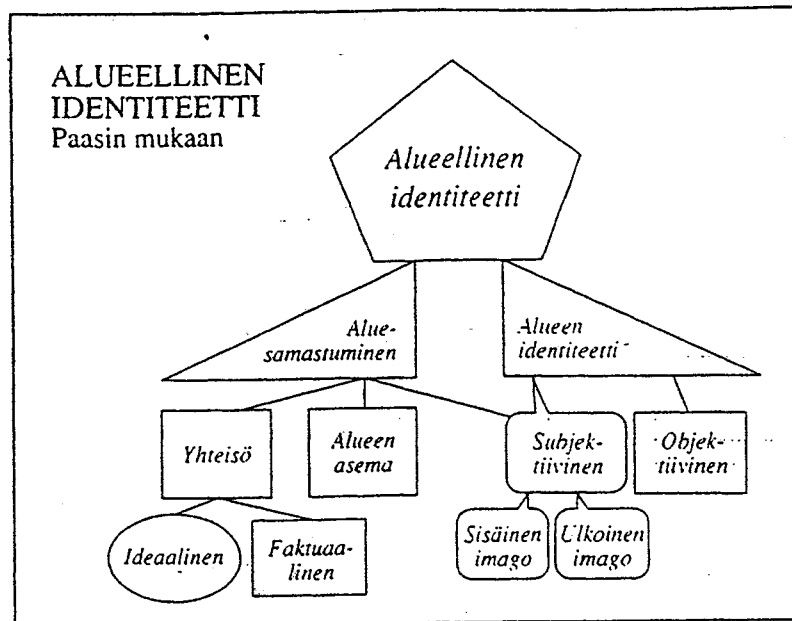 ALUEELLINEN
IDENTITEETTI
Paasin mukaan
Alueellinen
identiteetti
Alue-
samastuminen
Alueen
identiteetti
Yhteisö
Alueen
asema
Subjek-
tiivinen
Objek-
tiivinen
Ideaalinen
Faktuaa-
linen
Sisäinen
imago
Ulkoinen
imago